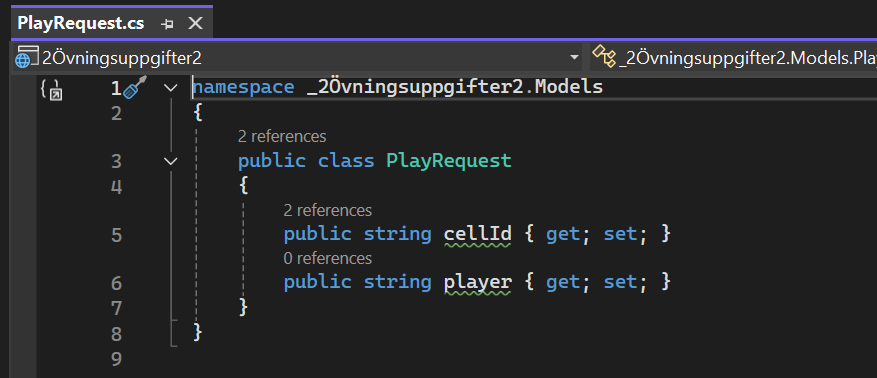 PlayRequest.cs
2Övningsuppgifter2
_2Övningsuppgifter2.Models.Pla
1 namespace _2Övningsuppgifter2.Models
2 {
2 references
3 public class PlayRequest
4 {
2 references
5 public string cellId { get; set; }
0 references
6 public string player { get; set; }
7 }
8 }
9